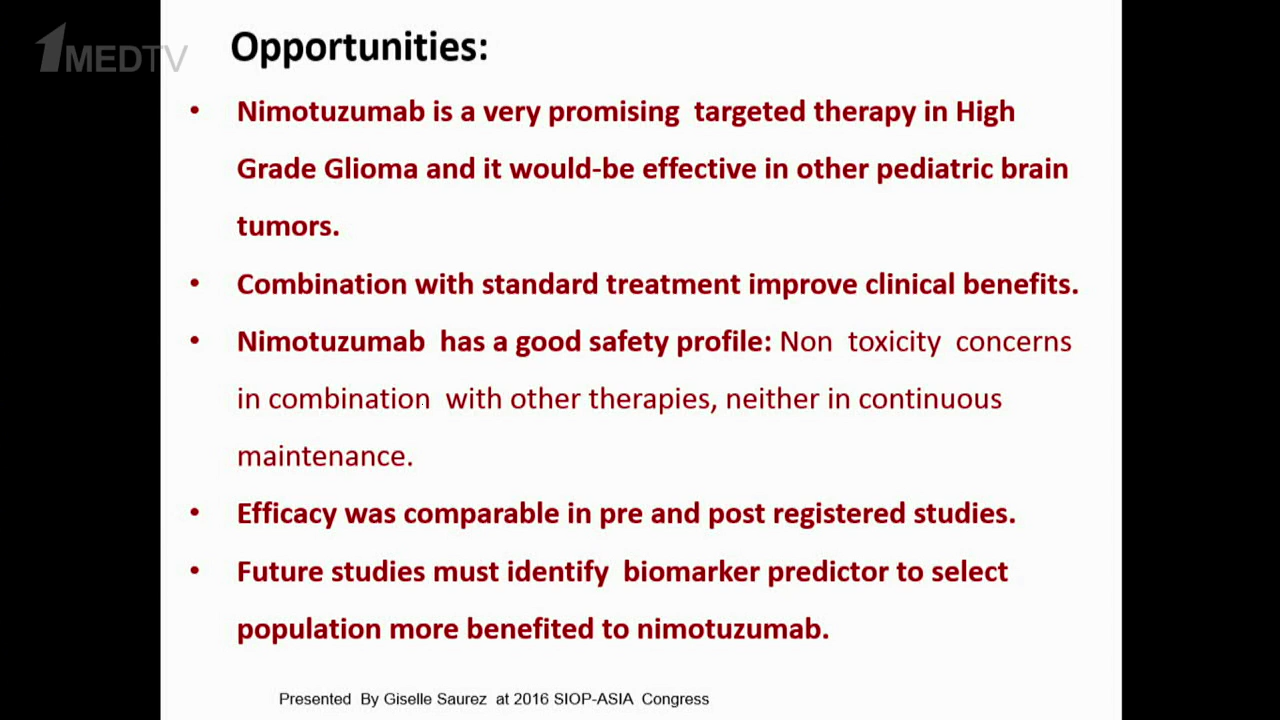 1MEDTV
Opportunities:
• Nimotuzumab is a very promising targeted therapy in High
Grade Glioma and it would-be effective in other pediatric brain
tumors.
• Combination with standard treatment improve clinical benefits.
• Nimotuzumab has a good safety profile: Non toxicity concerns
in combination with other therapies, neither in continuous
maintenance.
• Efficacy was comparable in pre and post registered studies.
• Future studies must identify biomarker predictor to select
population more benefited to nimotuzumab.
Presented By Giselle Saurez at 2016 SIOP-ASIA Congress